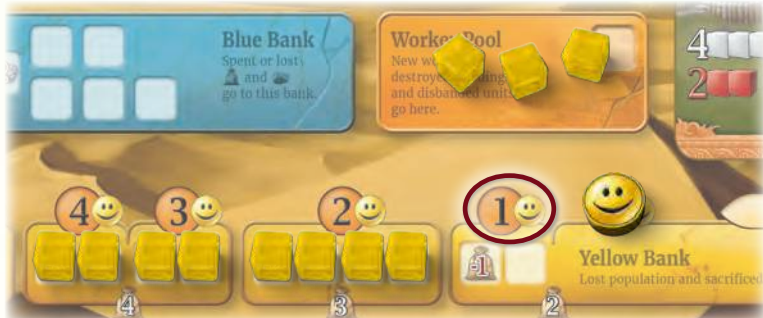 Blue Bank
Spent or lost
and
go to this bank.
Worker Pool
New
destroyed
and disbanded units
go here.
4
2
4
3
2
1
-1
Yellow Bank
Lost population and sacrificed
4
3
2